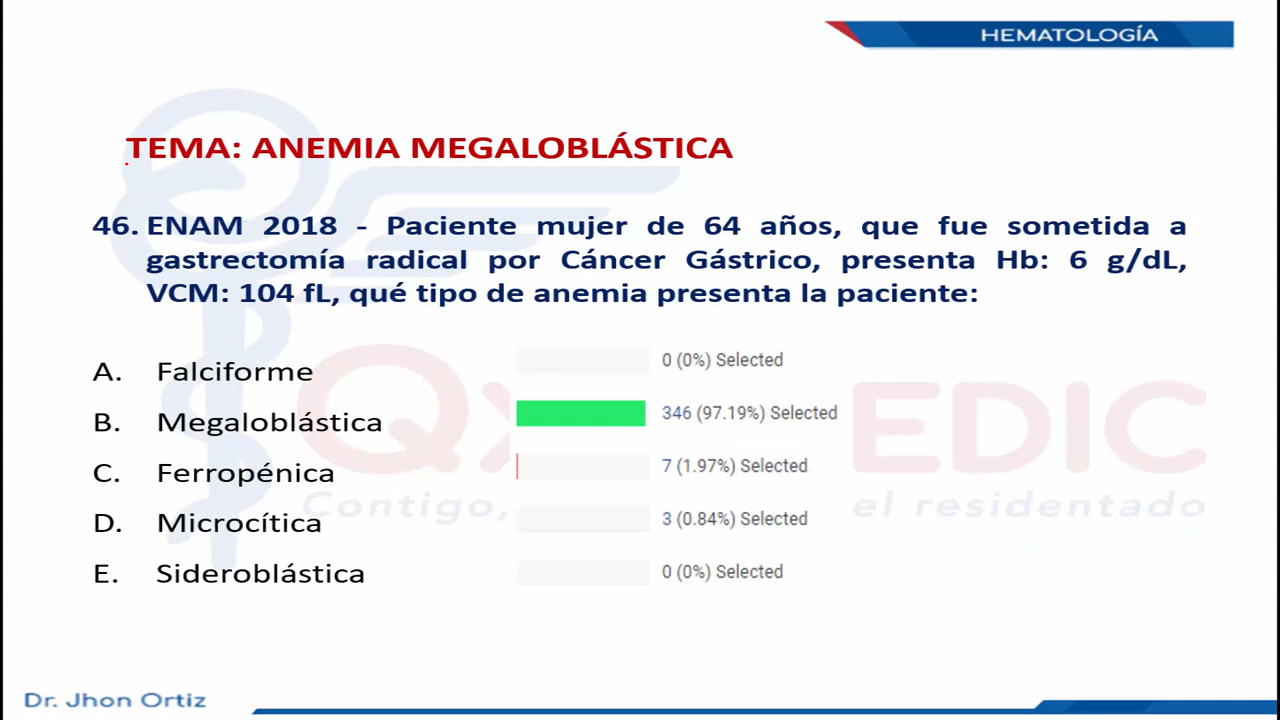 HEMATOLOGÍA
TEMA: ANEMIA MEGALOBLÁSTICA
46. ENAM 2018 - Paciente mujer de 64 años, que fue sometida a
gastrectomía radical por Cáncer Gástrico, presenta Hb: 6 g/dL,
VCM: 104 fL, qué tipo de anemia presenta la paciente:
A. Falciforme 0 (0%) Selected
B. Megaloblástica 346 (97.19%) Selected
C. Ferropénica 7 (1.97%) Selected
D. Microcítica 3 (0.84%) Selected
E. Sideroblástica 0 (0%) Selected
EDIC
Contigo,
el residentado
Dr. Jhon Ortiz